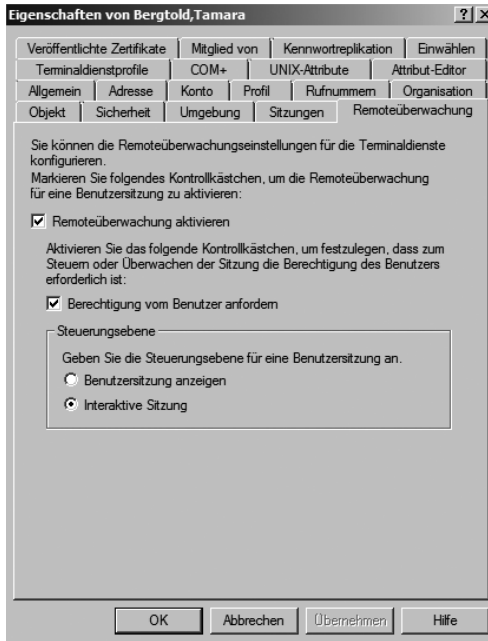 Eigenschaften von Bergtold,Tamara
Veröffentlichte Zertifikate Mitglied von Kennwortreplikation Einwählen
Terminaldienstprofile COM+ UNIX-Attribute Attribut-Editor
Allgemein Adresse Konto Profil Rufnummern Organisation
Objekt Sicherheit Umgebung Sitzungen Remoteüberwachung
Sie können die Remoteüberwachungseinstellungen für die Terminaldienste
konfigurieren.
Markieren Sie folgendes Kontrollkästchen, um die Remoteüberwachung
für eine Benutzersitzung zu aktivieren:
Remoteüberwachung aktivieren
Aktivieren Sie das folgende Kontrollkästchen, um festzulegen, dass zum
Steuern oder Überwachen der Sitzung die Berechtigung des Benutzers
erforderlich ist:
Berechtigung vom Benutzer anfordern
Steuerungsebene
Geben Sie die Steuerungsebene für eine Benutzersitzung an.
Benutzersitzung anzeigen
Interaktive Sitzung
OK Abbrechen Übernehmen Hilfe